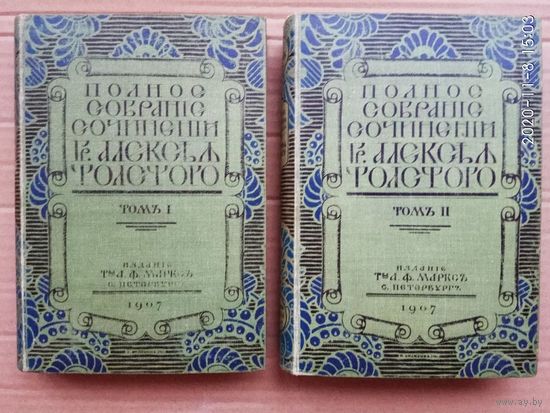 ПОЛНОЕ
СОБРАНІЕ
СОЧИНЕНІЙ
ГР. АЛЕКСѢЯ
ТОЛСТОГО
ТОМЪ I
ИЗДАНІЕ
Т-ва А. Ф. МАРКСЪ
С. ПЕТЕРБУРГЪ
1907
ПОЛНОЕ
СОБРАНІЕ
СОЧИНЕНІЙ
ГР. АЛЕКСѢЯ
ТОЛСТОГО
ТОМЪ II
ИЗДАНІЕ
Т-ва А. Ф. МАРКСЪ
С. ПЕТЕРБУРГЪ
1907
2020-11-8 15:03
www.ay.by